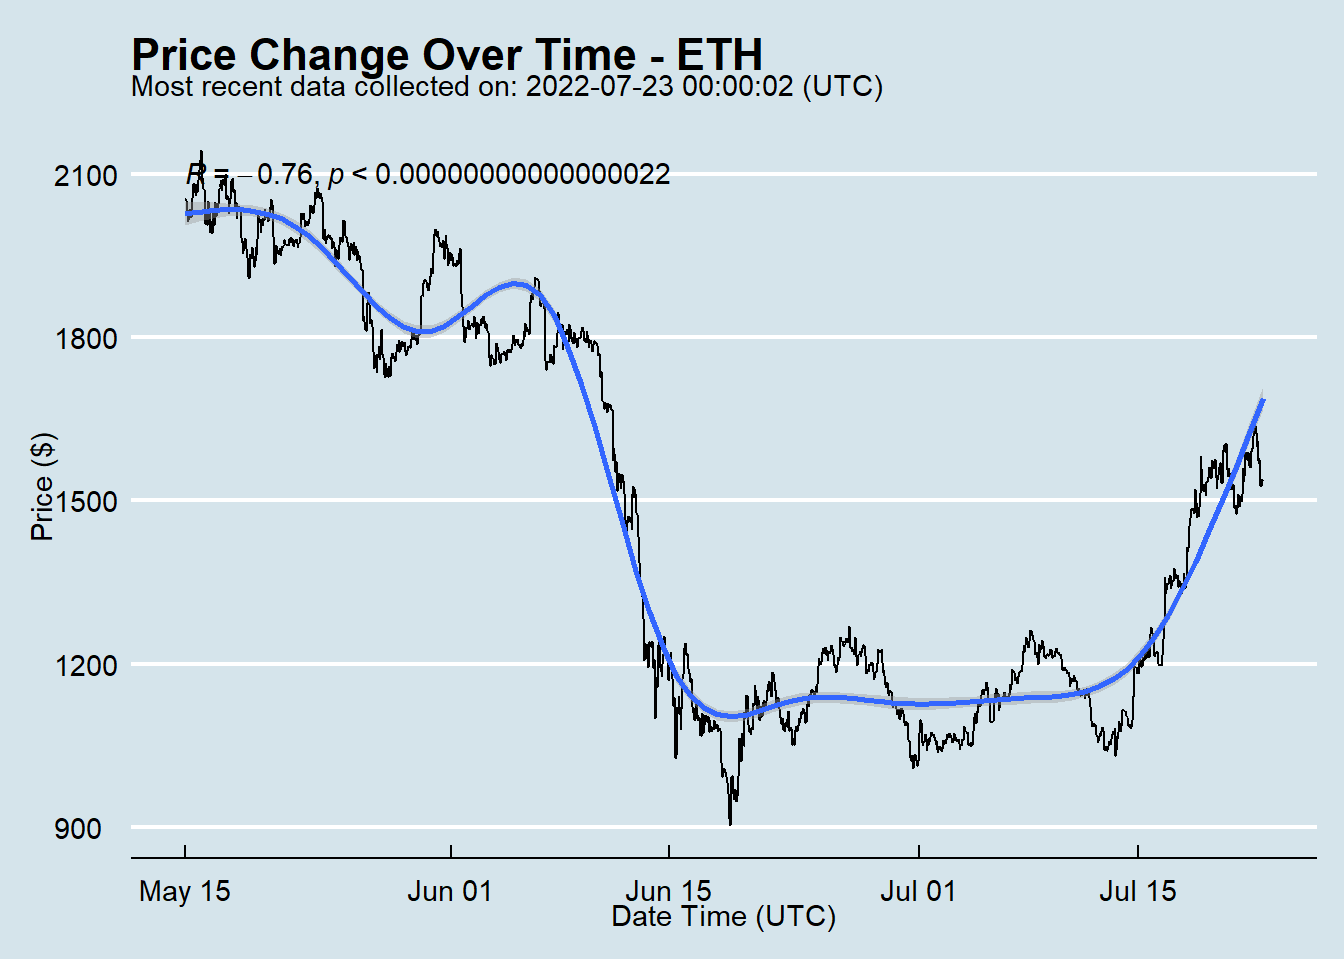 Price Change Over Time - ETH
Most recent data collected on: 2022-07-23 00:00:02 (UTC)
R = −0.76, p < 0.00000000000000022
2100
1800
1500
1200
900
Price ($)
May 15 Jun 01 Jun 15 Jul 01 Jul 15
Date Time (UTC)